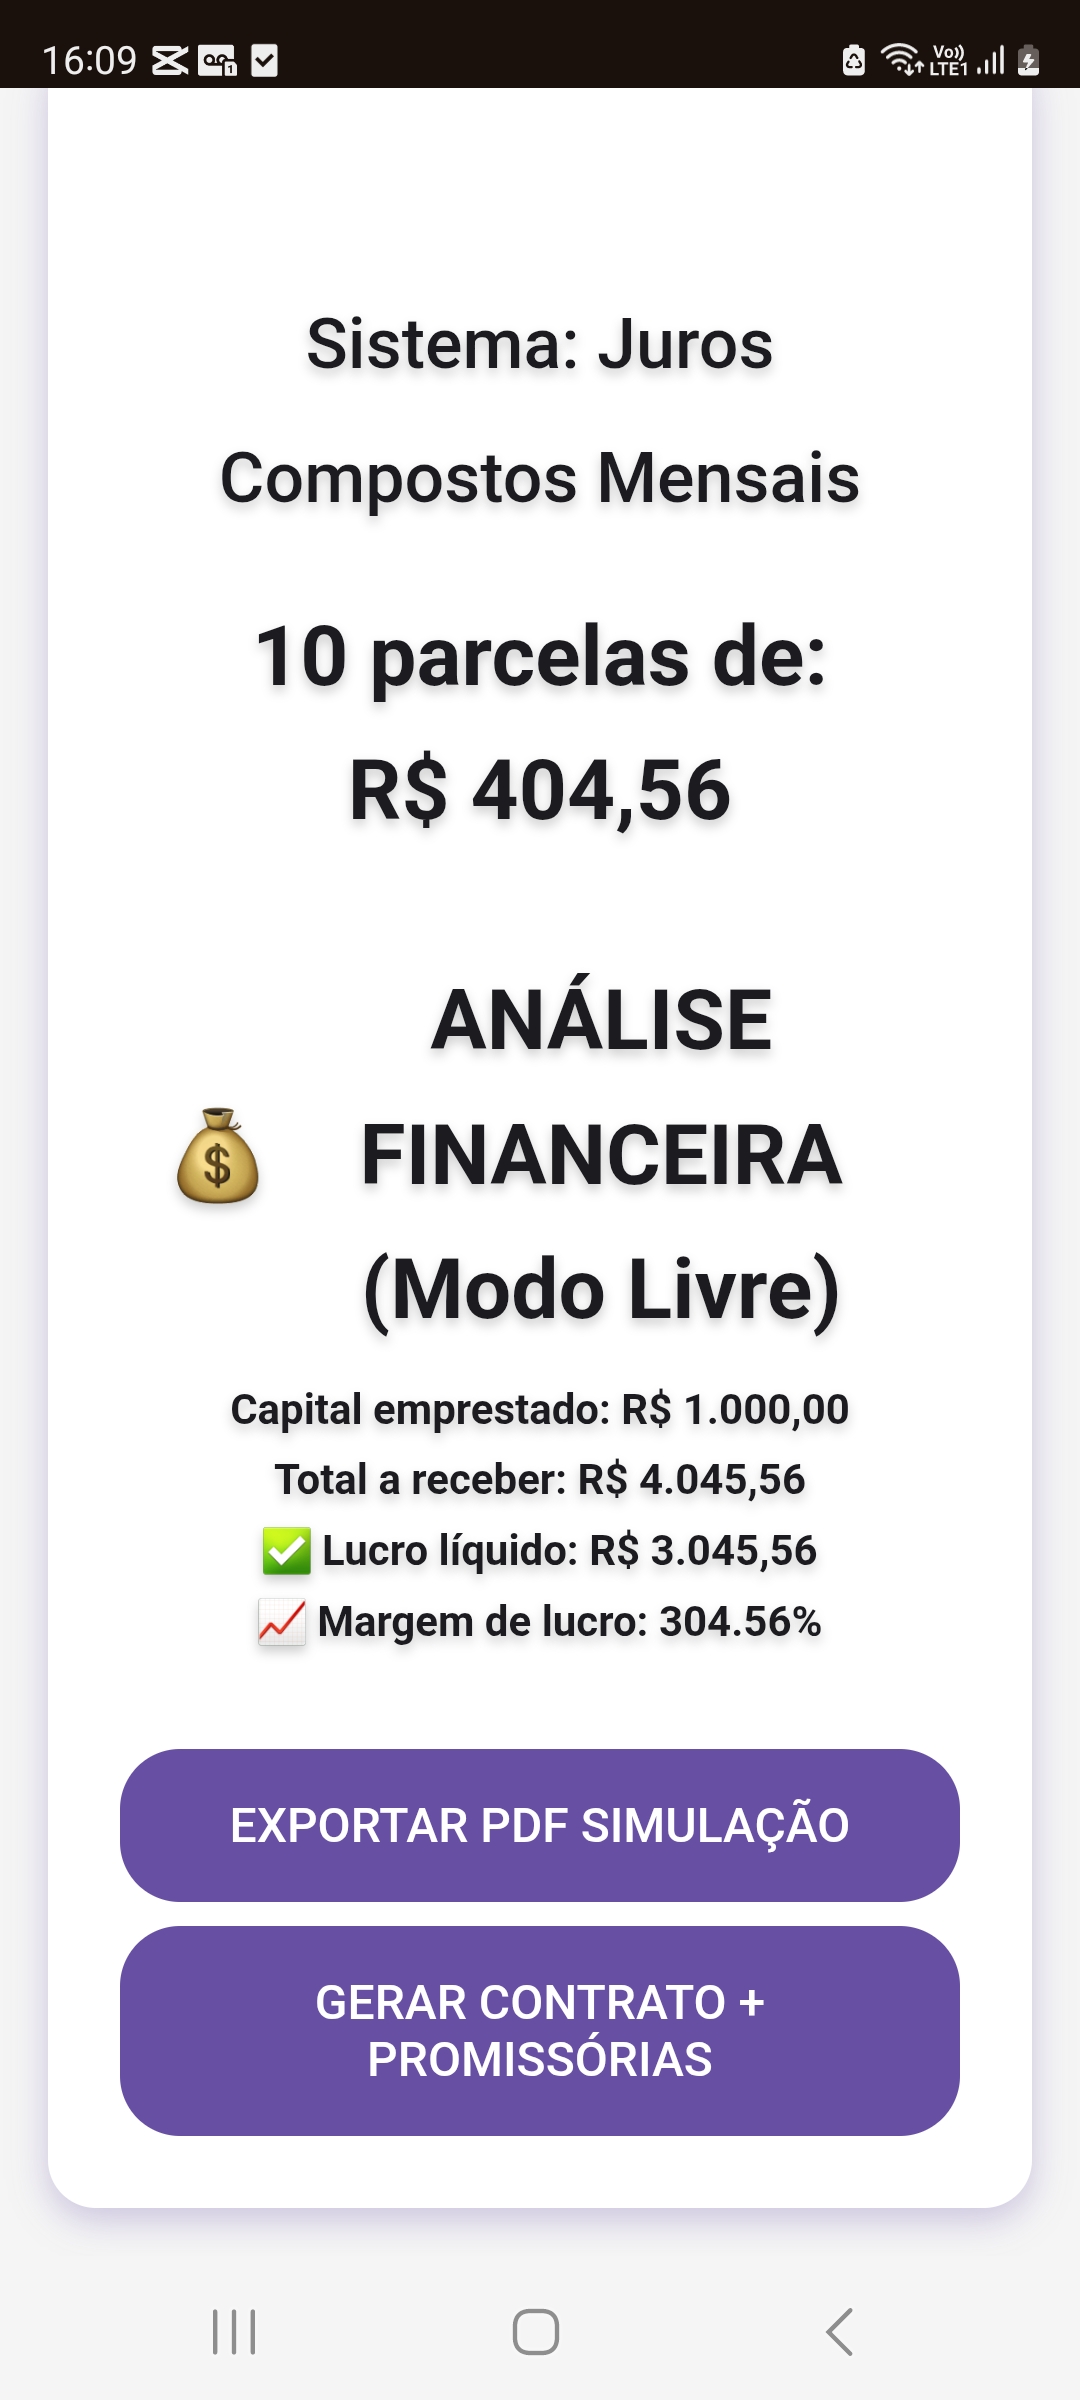 16:09
Vo))
LTE1
1
Sistema: Juros
Compostos Mensais
10 parcelas de:
R$ 404,56
ANÁLISE
FINANCEIRA
(Modo Livre)
Capital emprestado: R$ 1.000,00
Total a receber: R$ 4.045,56
✅ Lucro líquido: R$ 3.045,56
📈 Margem de lucro: 304.56%
EXPORTAR PDF SIMULAÇÃO
GERAR CONTRATO +
PROMISSÓRIAS